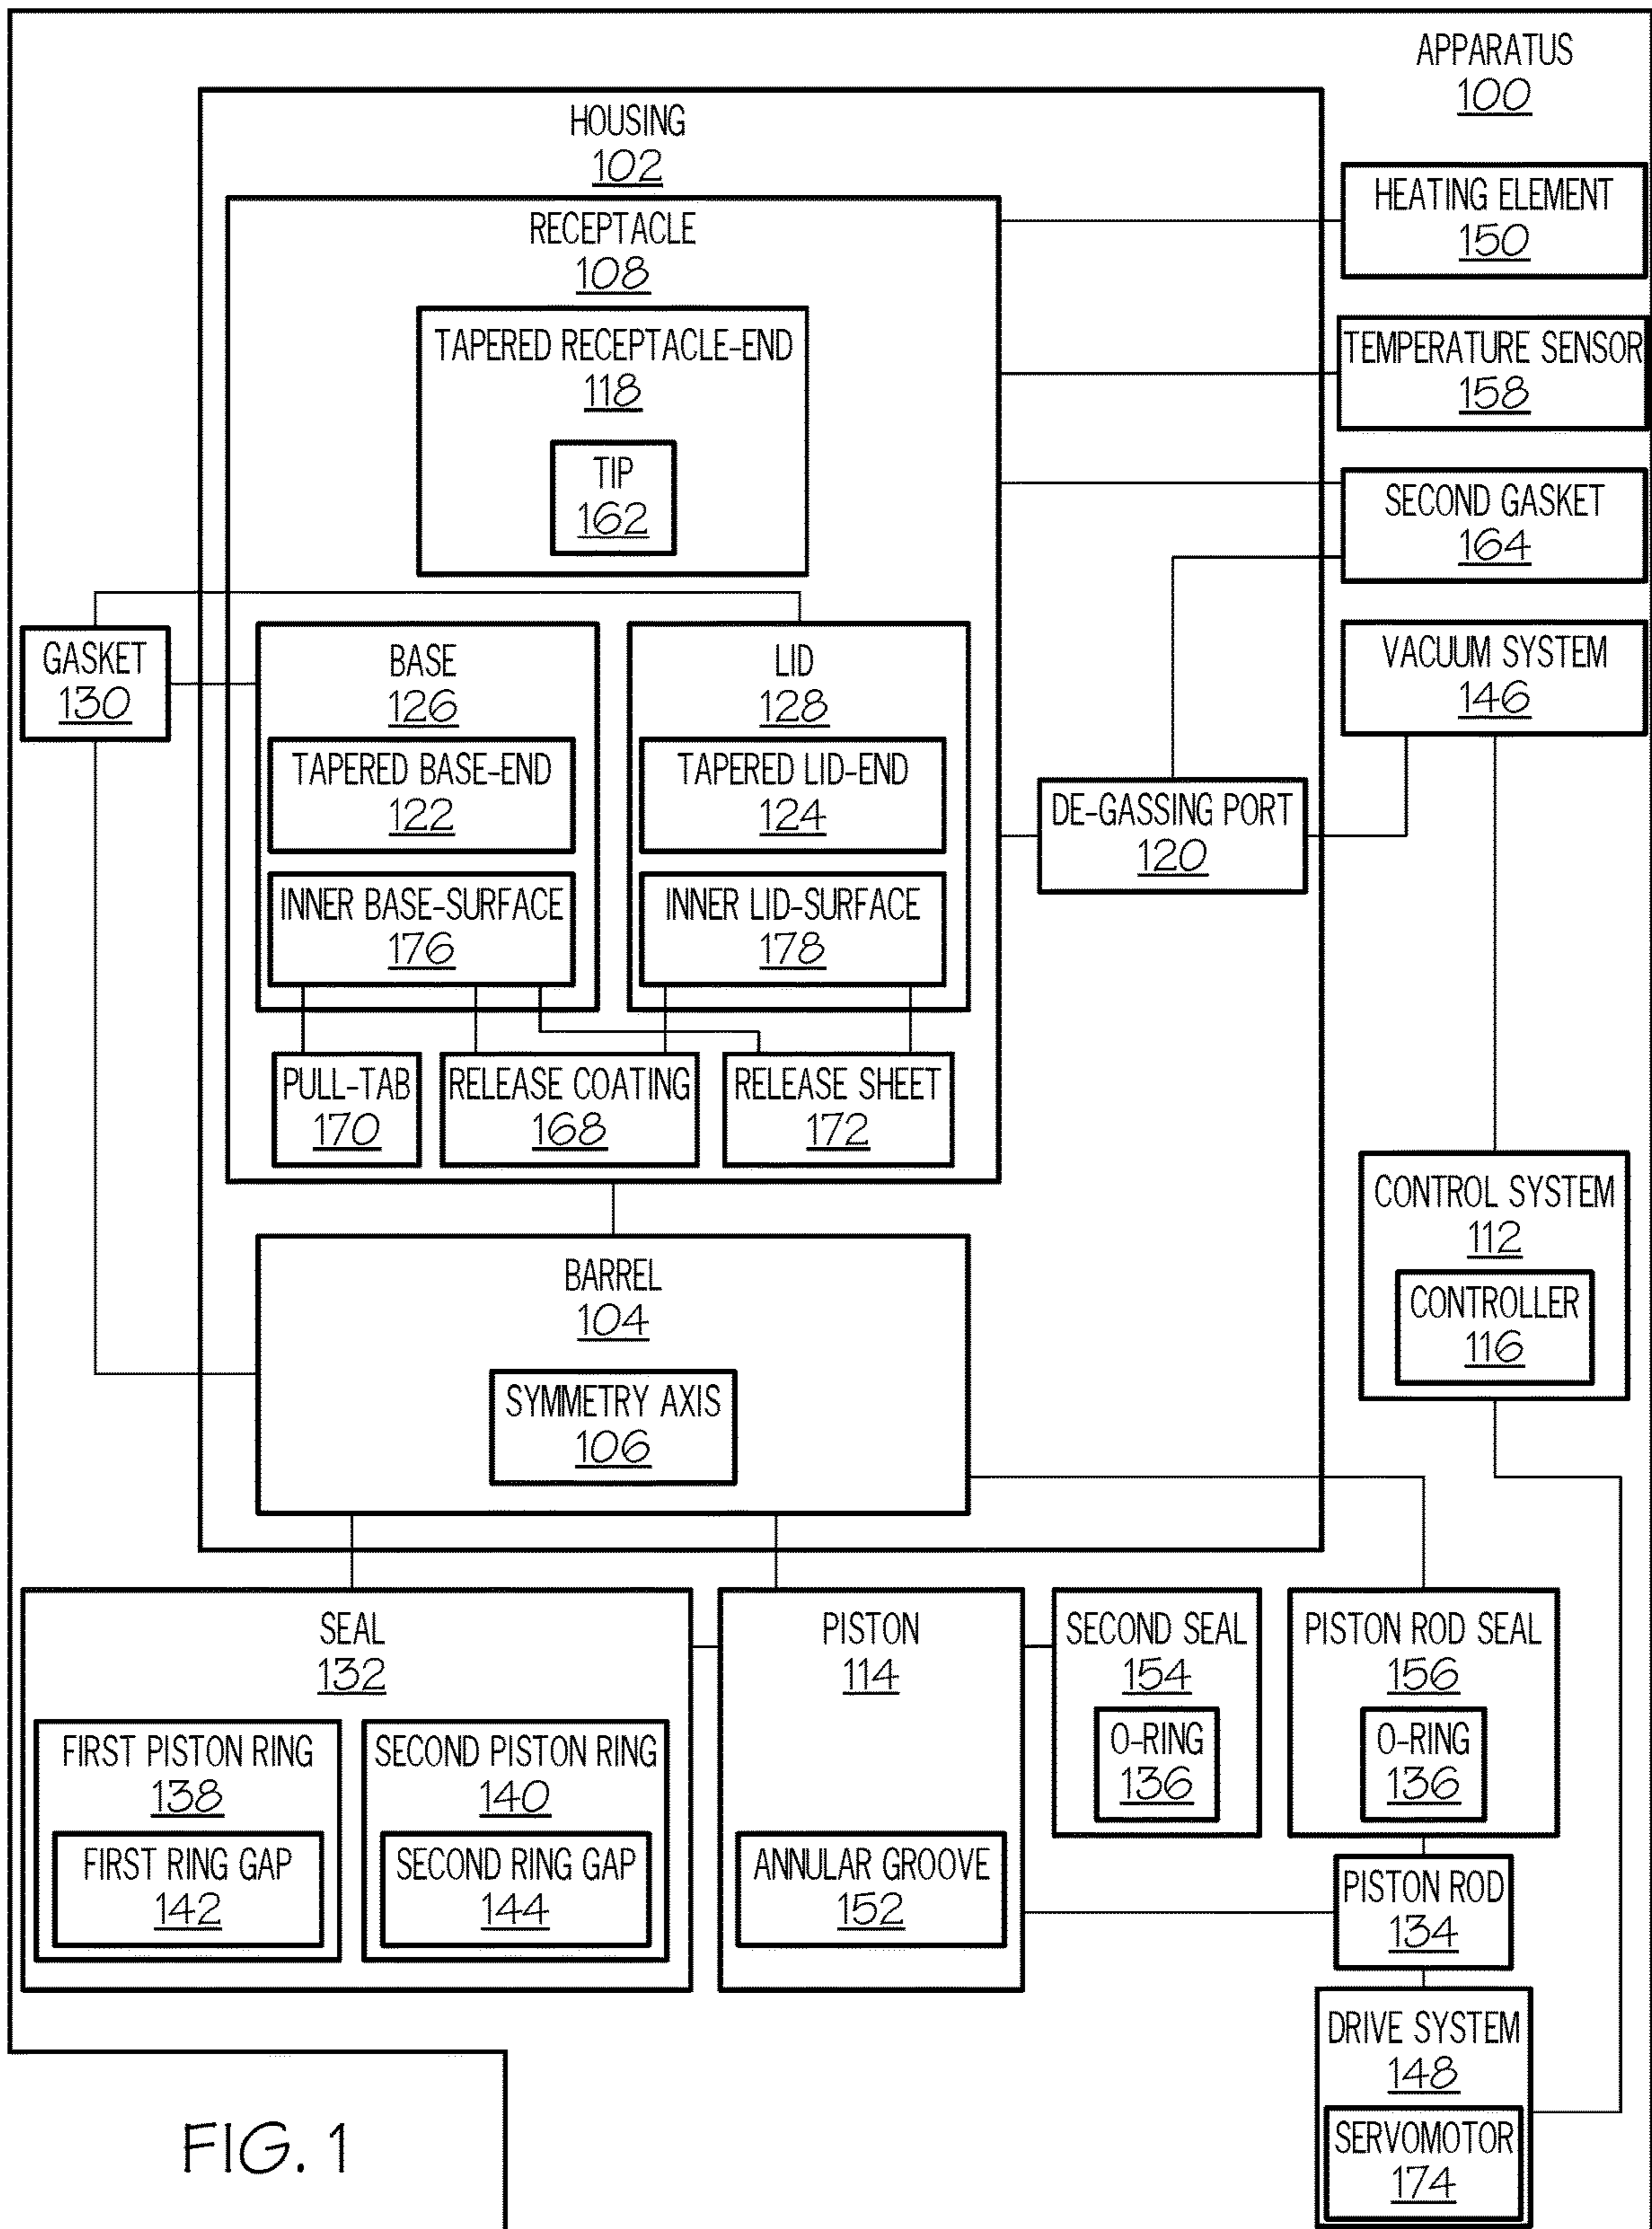 APPARATUS
100
HOUSING
102
HEATING ELEMENT
150
RECEPTACLE
108
TAPERED RECEPTACLE-END
118
TEMPERATURE SENSOR
158
TIP
162
SECOND GASKET
164
GASKET
130
BASE
126
LID
128
VACUUM SYSTEM
146
TAPERED BASE-END
122
TAPERED LID-END
124
DE-GASSING PORT
120
INNER BASE-SURFACE
176
INNER LID-SURFACE
178
PULL-TAB
170
RELEASE COATING
168
RELEASE SHEET
172
CONTROL SYSTEM
112
CONTROLLER
116
BARREL
104
SYMMETRY AXIS
106
SEAL
132
PISTON
114
SECOND SEAL
154
PISTON ROD SEAL
156
FIRST PISTON RING
138
SECOND PISTON RING
140
O-RING
136
O-RING
136
FIRST RING GAP
142
SECOND RING GAP
144
ANNULAR GROOVE
152
PISTON ROD
134
DRIVE SYSTEM
148
SERVOMOTOR
174
FIG. 1